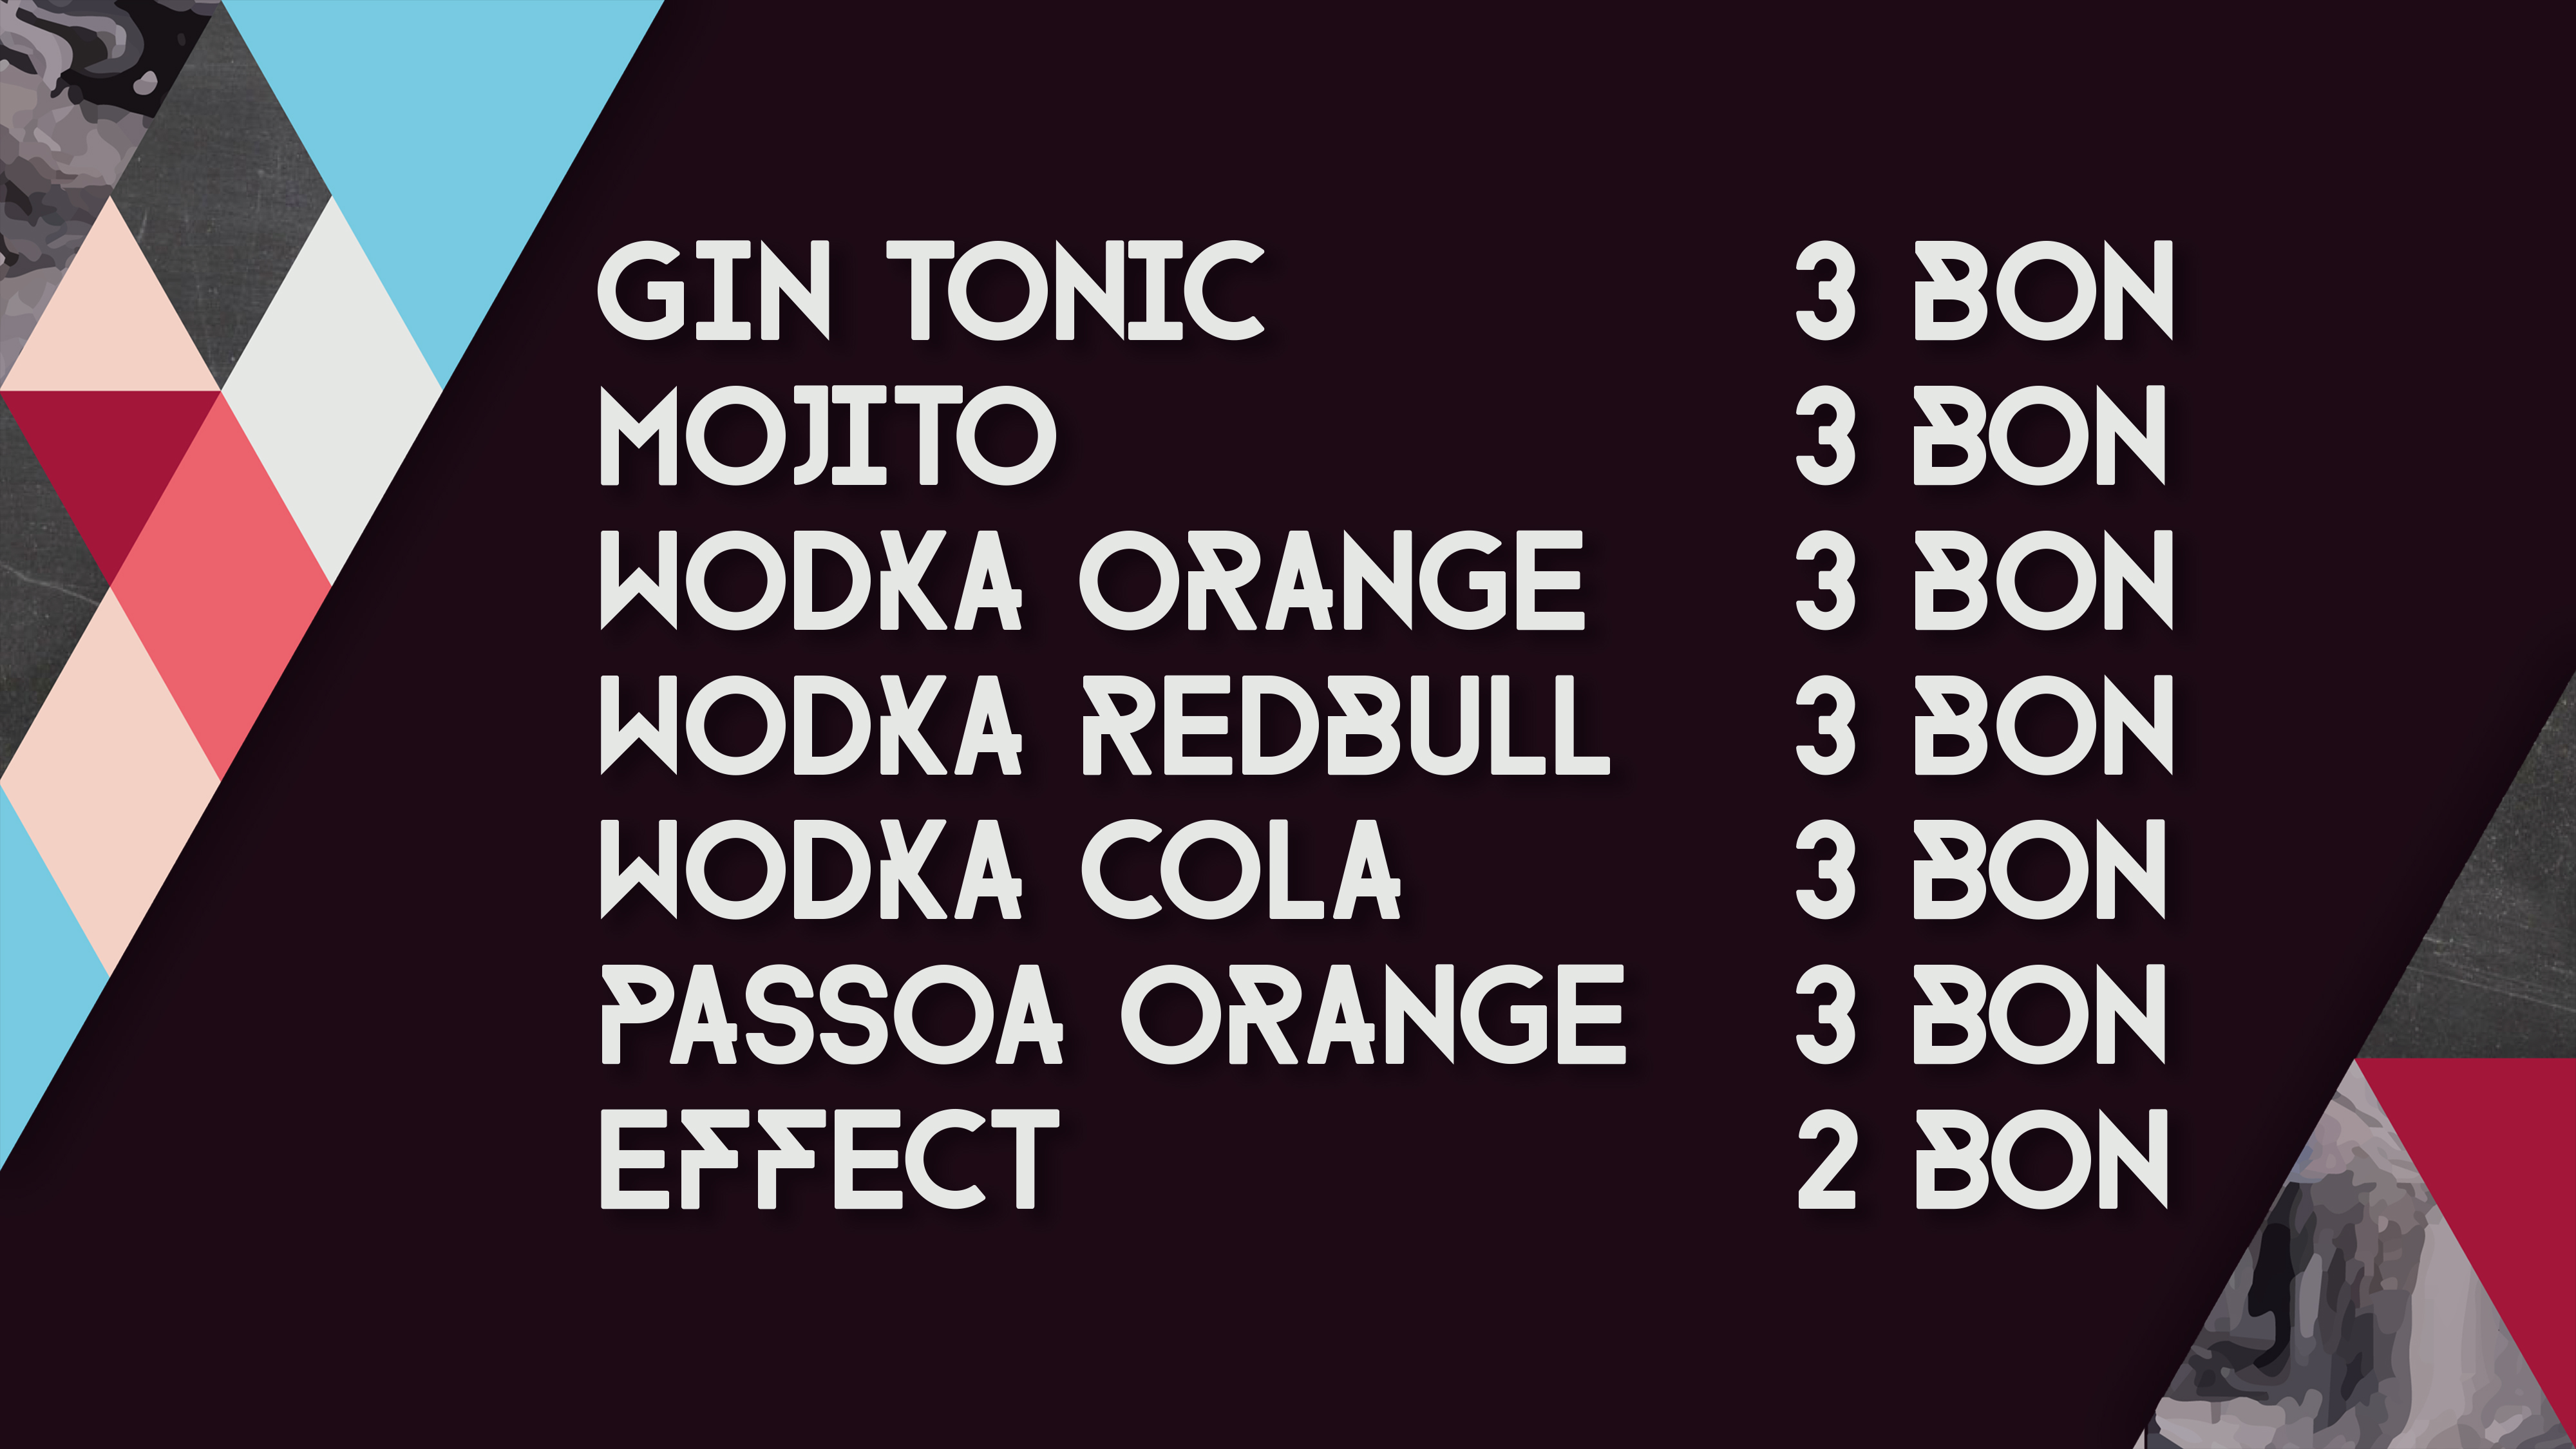 GIN TONIC 3 BON
MOJITO 3 BON
WODKA ORANGE 3 BON
WODKA REDBULL 3 BON
WODKA COLA 3 BON
PASSOA ORANGE 3 BON
EFFECT 2 BON